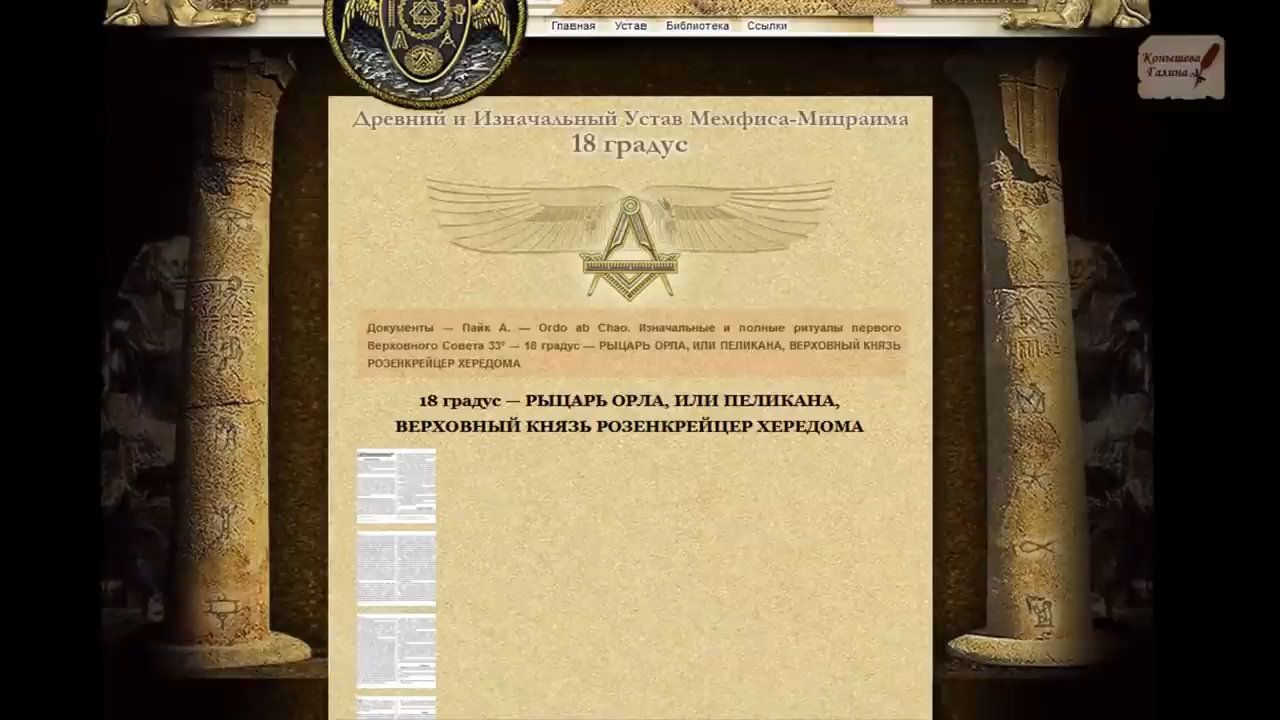 Главная Устав Библиотека Ссылки
Конышева
Галина
Древний и Изначальный Устав Мемфиса-Мицраима
18 градус
Документы — Пайк А. — Ordo ab Chao. Изначальные и полные ритуалы первого
Верховного Совета 33° — 18 градус — РЫЦАРЬ ОРЛА, ИЛИ ПЕЛИКАНА, ВЕРХОВНЫЙ КНЯЗЬ
РОЗЕНКРЕЙЦЕР ХЕРЕДОМА
18 градус — РЫЦАРЬ ОРЛА, ИЛИ ПЕЛИКАНА,
ВЕРХОВНЫЙ КНЯЗЬ РОЗЕНКРЕЙЦЕР ХЕРЕДОМА